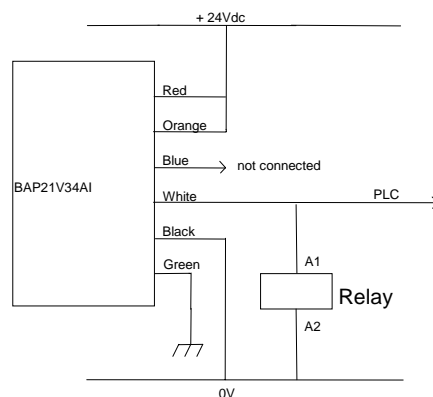 + 24Vdc
Red
Orange
Blue
not connected
BAP21V34AI
White
PLC
Black
Green
A1
Relay
A2
0V